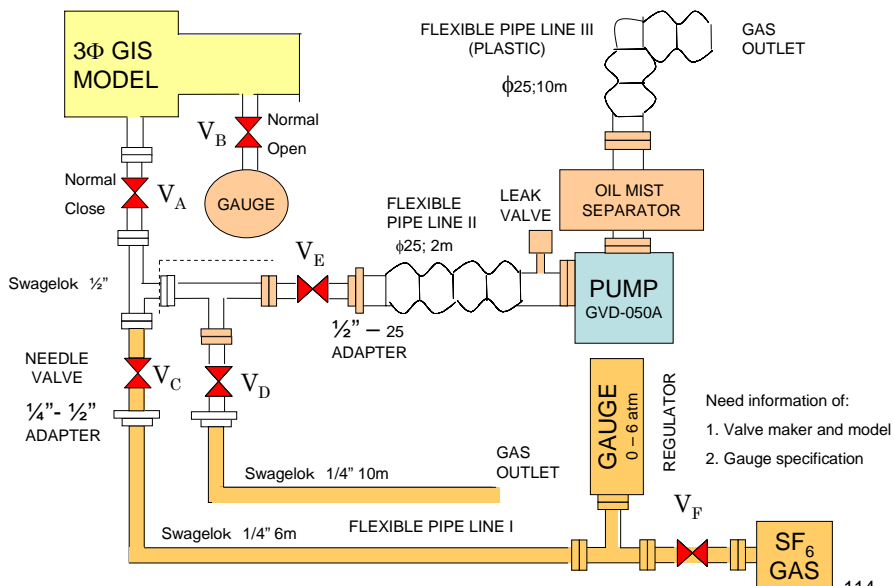 3Φ GIS
MODEL
FLEXIBLE PIPE LINE III
(PLASTIC)
GAS
OUTLET
ϕ25;10m
V_B
Normal
Open
GAUGE
Normal
Close
V_A
FLEXIBLE
PIPE LINE II
ϕ25; 2m
LEAK
VALVE
OIL MIST
SEPARATOR
V_E
Swagelok ½”
PUMP
GVD-050A
½” – 25
ADAPTER
NEEDLE
VALVE
V_C
V_D
¼”- ½”
ADAPTER
GAUGE
0 – 6 atm
REGULATOR
Need information of:
1. Valve maker and model
2. Gauge specification
GAS
OUTLET
Swagelok 1/4” 10m
V_F
Swagelok 1/4” 6m
FLEXIBLE PIPE LINE I
SF₆
GAS
114